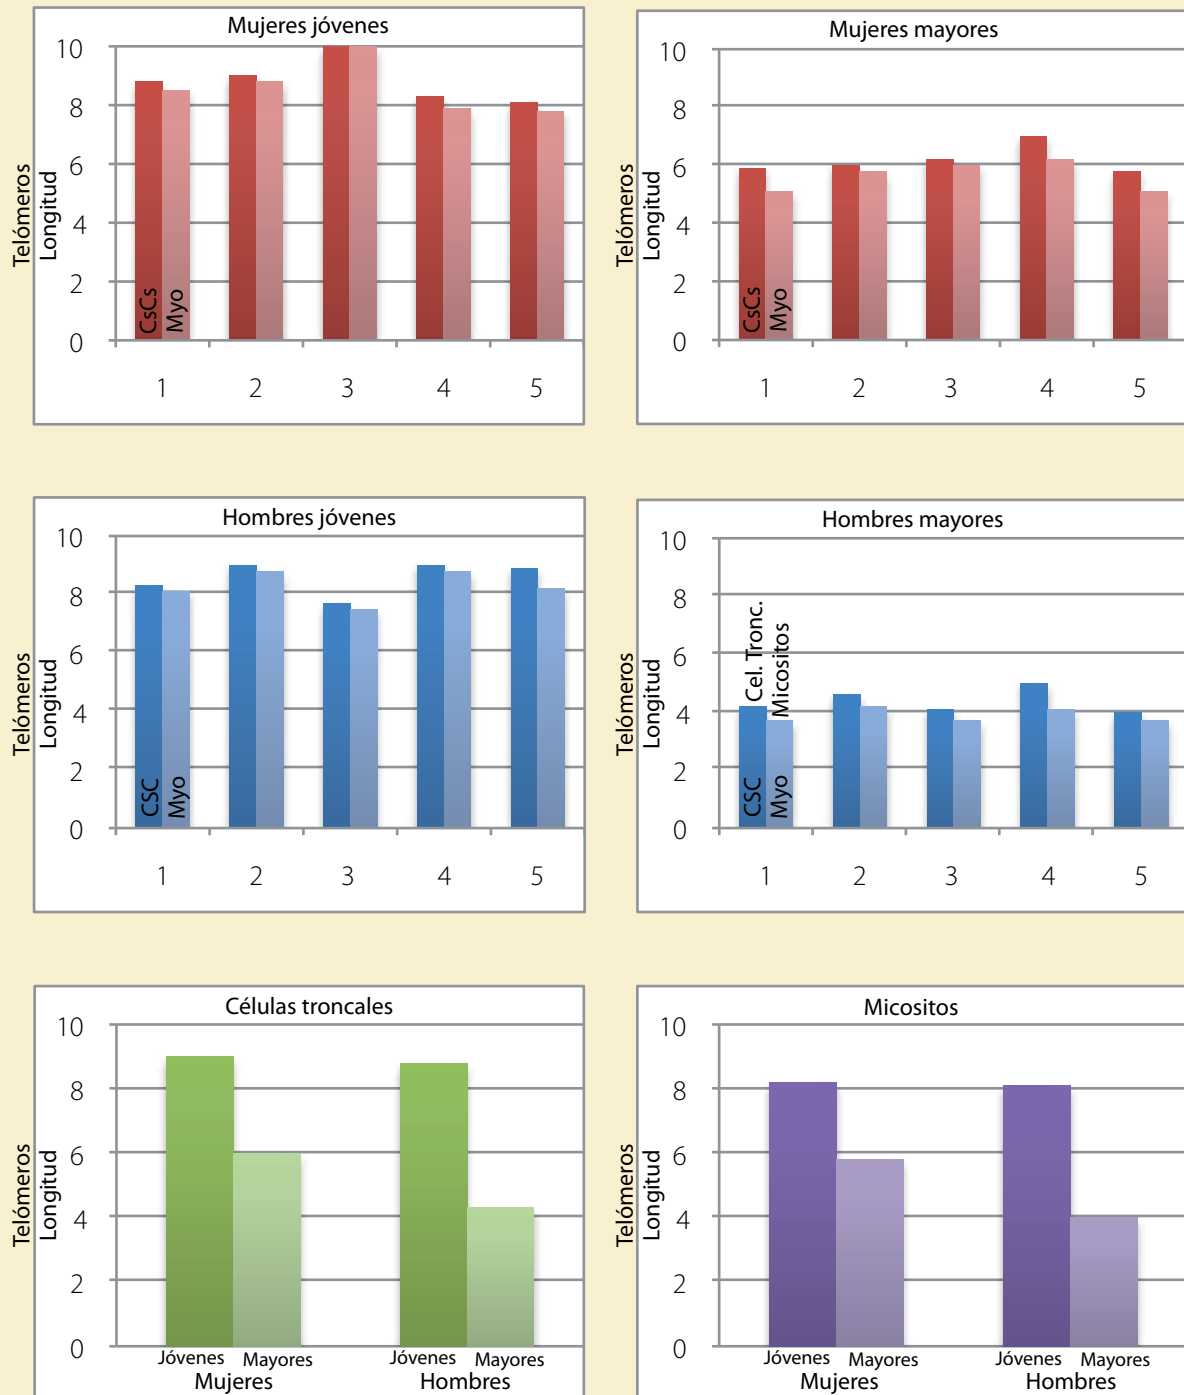 Mujeres jóvenes
10
8
6
4
2
0
Telómeros
Longitud
CsCs
Myo
1 2 3 4 5
Mujeres mayores
10
8
6
4
2
0
Telómeros
Longitud
CsCs
Myo
1 2 3 4 5
Hombres jóvenes
10
8
6
4
2
0
Telómeros
Longitud
CSC
Myo
1 2 3 4 5
Hombres mayores
10
8
6
4
2
0
Telómeros
Longitud
Cel. Tronc.
Micositos
CSC
Myo
1 2 3 4 5
Células troncales
10
8
6
4
2
0
Telómeros
Longitud
Jóvenes Mayores Jóvenes Mayores
Mujeres Hombres
Micositos
10
8
6
4
2
0
Telómeros
Longitud
Jóvenes Mayores Jóvenes Mayores
Mujeres Hombres